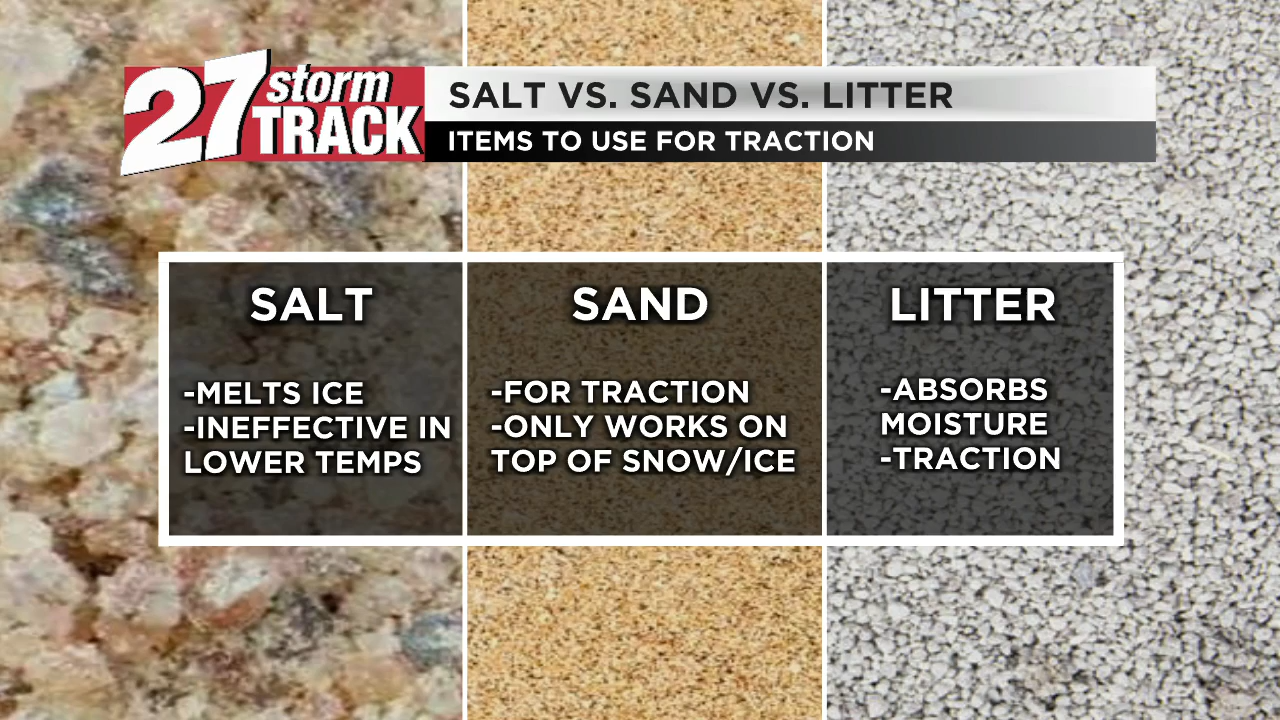 27 storm TRACK
SALT VS. SAND VS. LITTER
ITEMS TO USE FOR TRACTION
SALT
-MELTS ICE
-INEFFECTIVE IN
LOWER TEMPS
SAND
-FOR TRACTION
-ONLY WORKS ON
TOP OF SNOW/ICE
LITTER
-ABSORBS
MOISTURE
-TRACTION